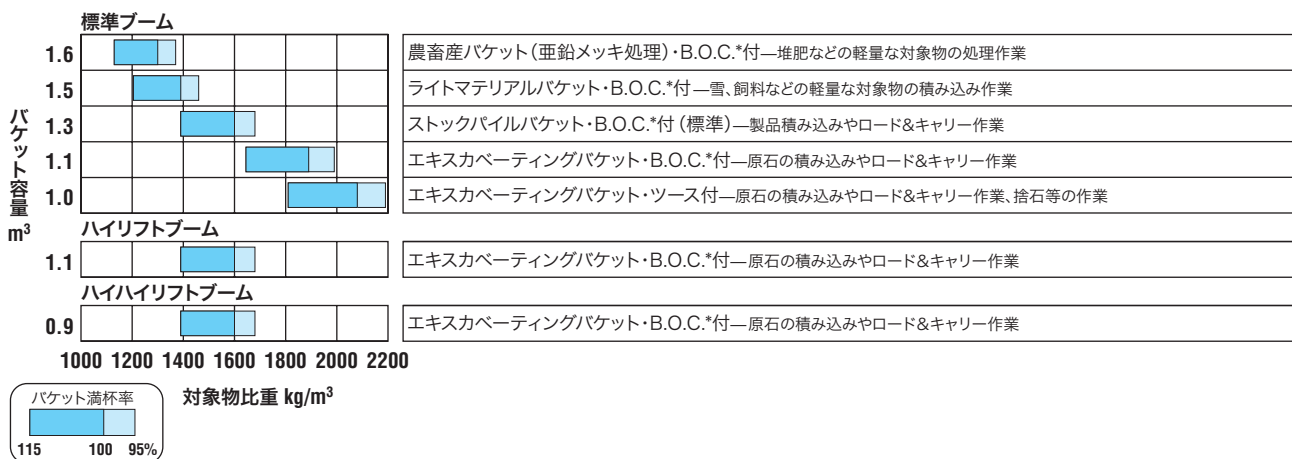 標準ブーム
バケット容量 m³
1.6 農畜産バケット(亜鉛メッキ処理)・B.O.C.*付—堆肥などの軽量な対象物の処理作業
1.5 ライトマテリアルバケット・B.O.C.*付—雪、飼料などの軽量な対象物の積み込み作業
1.3 ストックパイルバケット・B.O.C.*付(標準)—製品積み込みやロード&キャリー作業
1.1 エキスカベーティングバケット・B.O.C.*付—原石の積み込みやロード&キャリー作業
1.0 エキスカベーティングバケット・ツース付—原石の積み込みやロード&キャリー作業、捨石等の作業
ハイリフトブーム
1.1 エキスカベーティングバケット・B.O.C.*付—原石の積み込みやロード&キャリー作業
ハイハイリフトブーム
0.9 エキスカベーティングバケット・B.O.C.*付—原石の積み込みやロード&キャリー作業
1000 1200 1400 1600 1800 2000 2200
対象物比重 kg/m³
バケット満杯率
115 100 95%